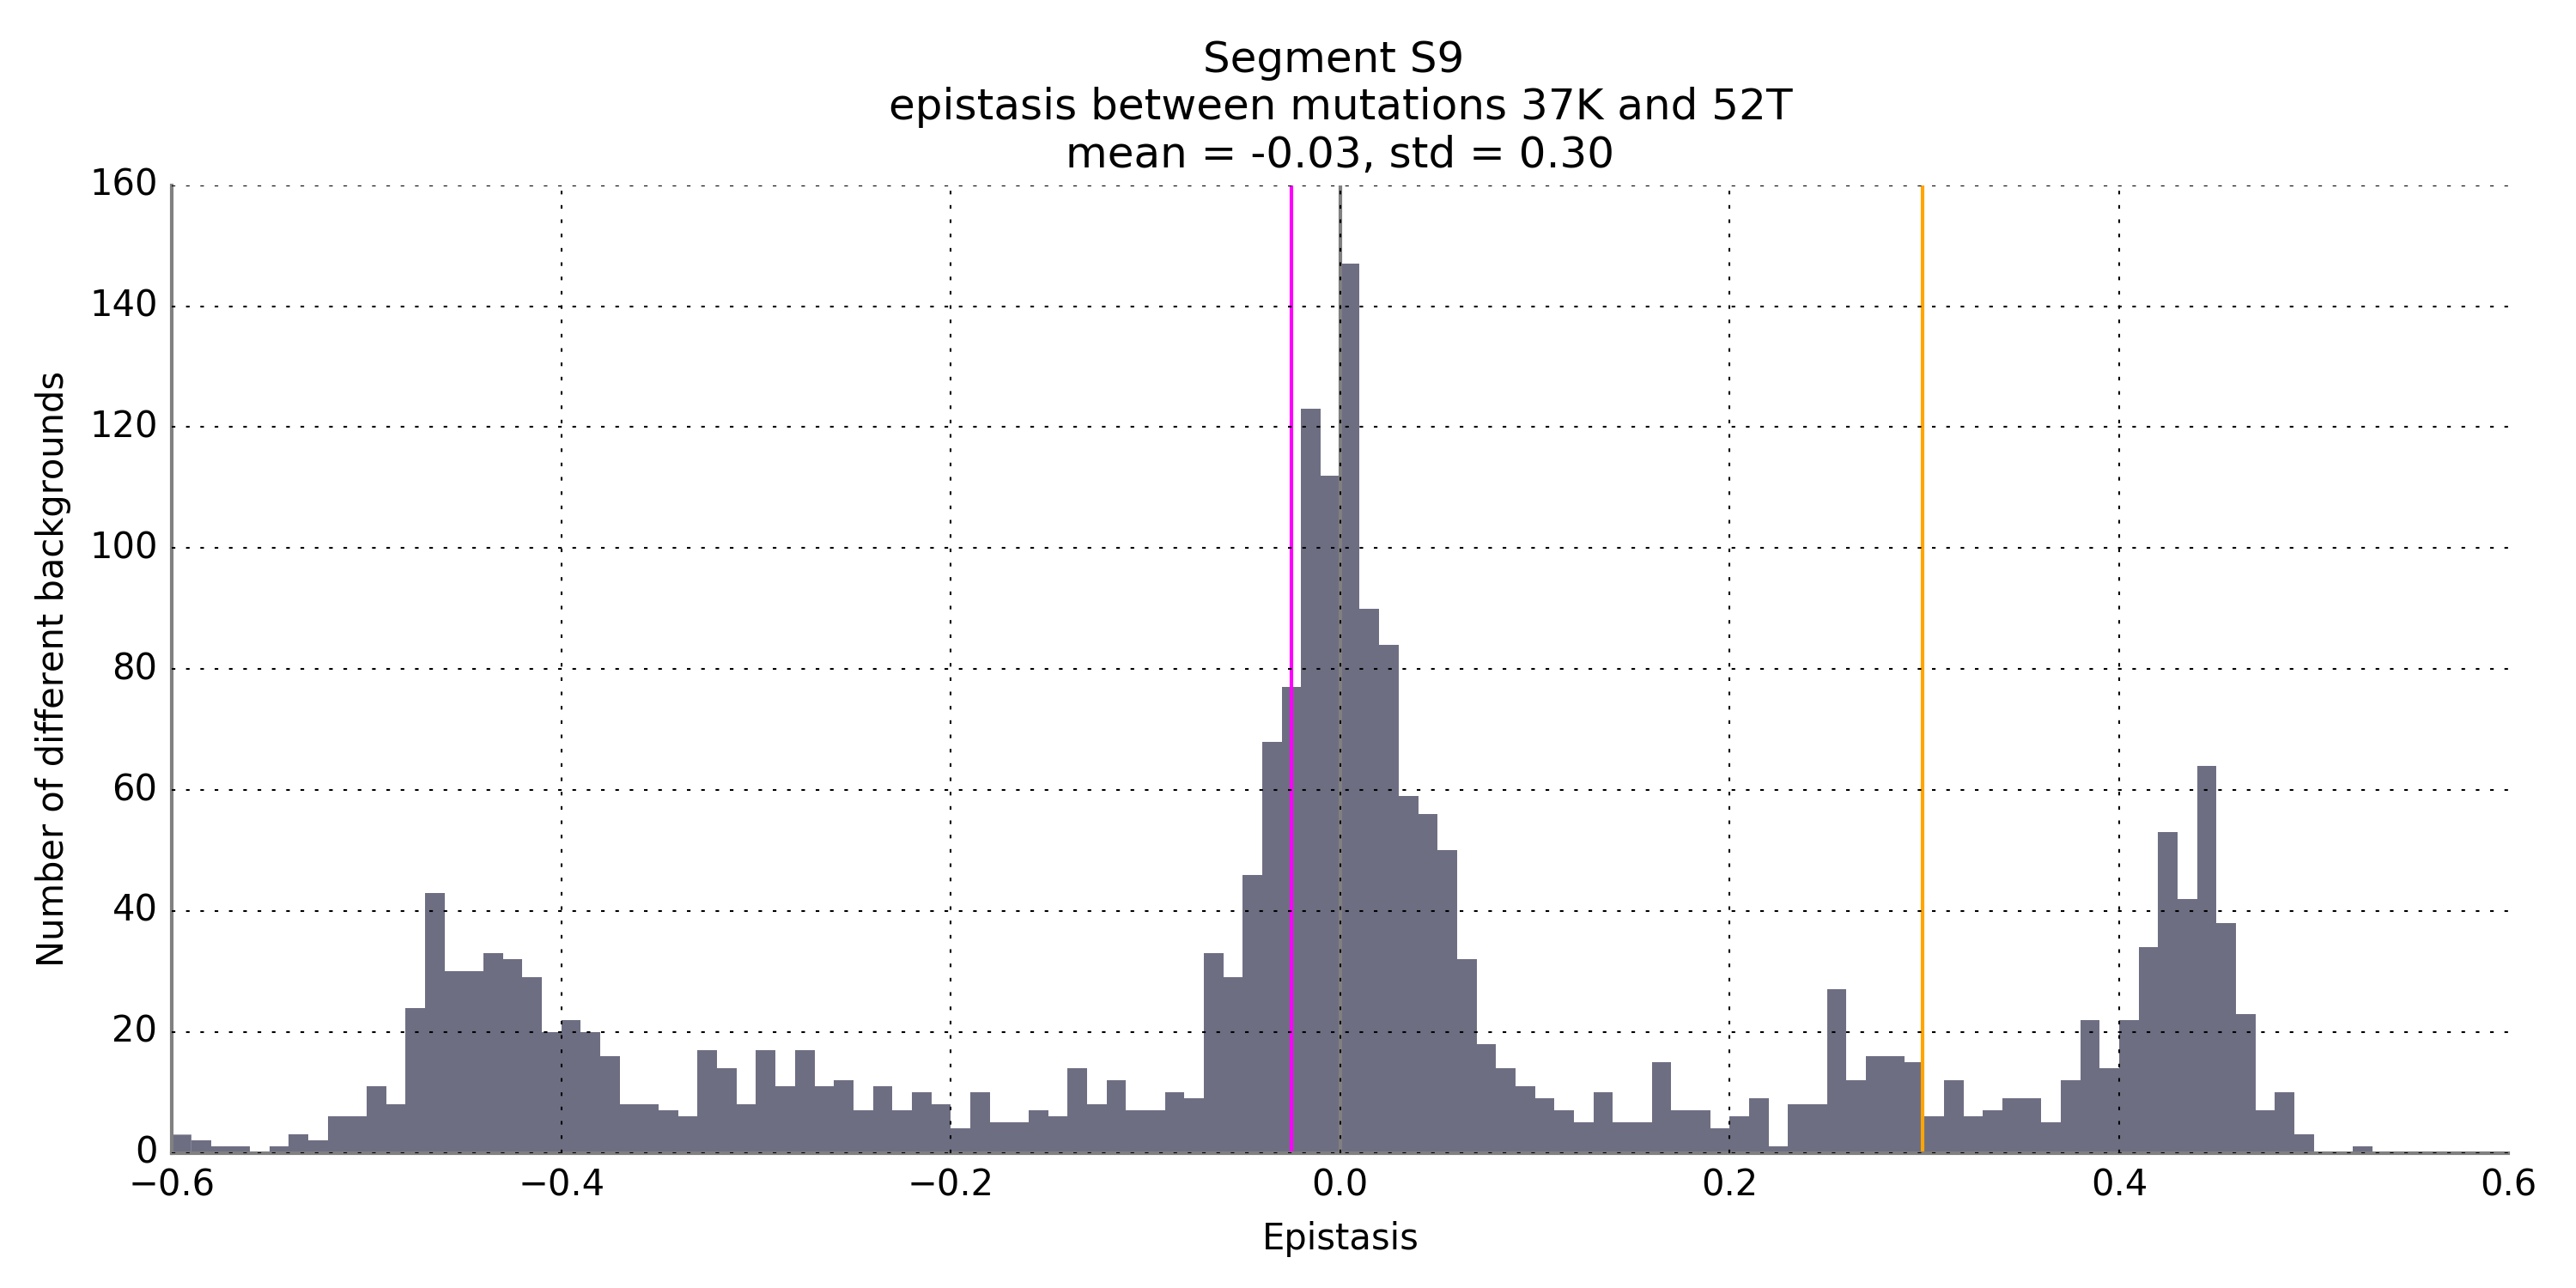 Segment S9
epistasis between mutations 37K and 52T
mean = -0.03, std = 0.30
160
140
120
100
80
60
40
20
0
Number of different backgrounds
−0.6 −0.4 −0.2 0.0 0.2 0.4 0.6
Epistasis